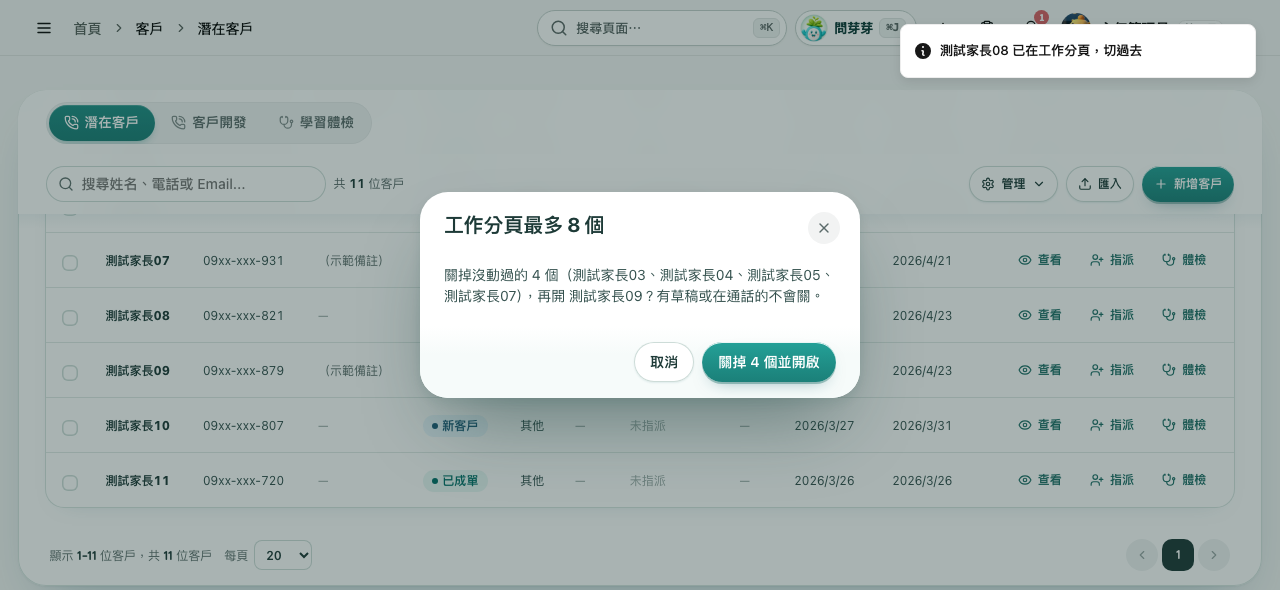 首頁 客戶 潛在客戶 搜尋頁面… ⌘K 問芽芽 ⌘J 1
測試家長08 已在工作分頁，切過去
潛在客戶 客戶開發 學習體檢
搜尋姓名、電話或 Email... 共 11 位客戶 管理 匯入 新增客戶
工作分頁最多 8 個
關掉沒動過的 4 個（測試家長03、測試家長04、測試家長05、
測試家長07），再開 測試家長09？有草稿或在通話的不會關。
取消 關掉 4 個並開啟
測試家長07 09xx-xxx-931 （示範備註） 2026/4/21 查看 指派 體檢
測試家長08 09xx-xxx-821 — 2026/4/23 查看 指派 體檢
測試家長09 09xx-xxx-879 （示範備註） 2026/4/23 查看 指派 體檢
測試家長10 09xx-xxx-807 — 新客戶 其他 — 未指派 — 2026/3/27 2026/3/31 查看 指派 體檢
測試家長11 09xx-xxx-720 — 已成單 其他 — 未指派 — 2026/3/26 2026/3/26 查看 指派 體檢
顯示 1-11 位客戶，共 11 位客戶 每頁 20 1